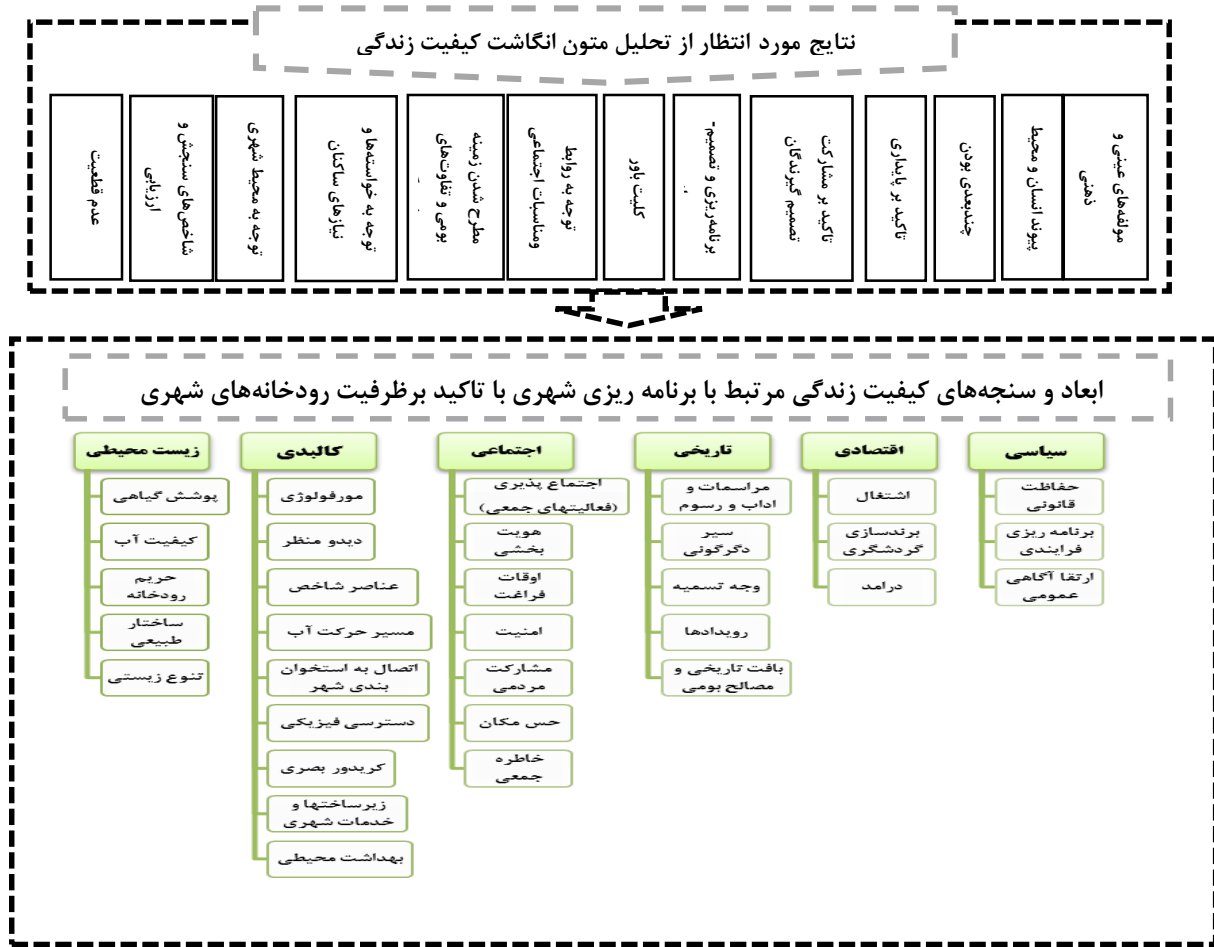 نتایج مورد انتظار از تحلیل متون انگاشت کیفیت زندگی
مولفه‌های عینی و
ذهنی
پیوند انسان و محیط
چندبعدی بودن
تاکید بر پایداری
تاکید بر مشارکت
تصمیم گیرندگان
برنامه‌ریزی و تصمیم-
کلیت باور
توجه به روابط
ومناسبات اجتماعی
مطرح شدن زمینه
بومی و تفاوت‌های
توجه به خواسته‌ها و
نیازهای ساکنان
توجه به محیط شهری
شاخص‌های سنجش و
ارزیابی
عدم قطعیت
ابعاد و سنجه‌های کیفیت زندگی مرتبط با برنامه ریزی شهری با تاکید برظرفیت رودخانه‌های شهری
سیاسی
حفاظت
قانونی
برنامه ریزی
فرایندی
ارتقا آگاهی
عمومی
اقتصادی
اشتغال
برندسازی
گردشگری
درامد
تاریخی
مراسمات و
اداب و رسوم
سیر
دگرگونی
وجه تسمیه
رویدادها
بافت تاریخی و
مصالح بومی
اجتماعی
اجتماع پذیری
(فعالیتهای جمعی)
هویت
بخشی
اوقات
فراغت
امنیت
مشارکت
مردمی
حس مکان
خاطره
جمعی
کالبدی
مورفولوژی
دیدو منظر
عناصر شاخص
مسیر حرکت آب
اتصال به استخوان
بندی شهر
دسترسی فیزیکی
کریدور بصری
زیرساختها و
خدمات شهری
بهداشت محیطی
زیست محیطی
پوشش گیاهی
کیفیت آب
حریم
رودخانه
ساختار
طبیعی
تنوع زیستی